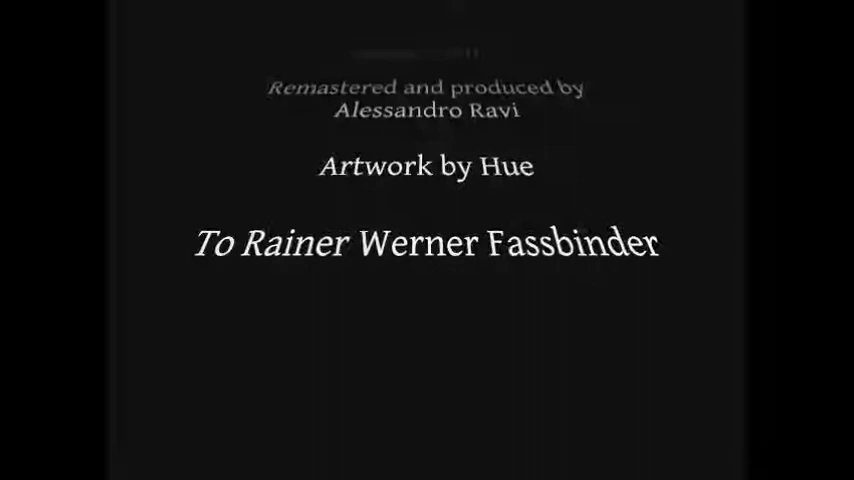 Remastered and produced by
Alessandro Ravi
Artwork by Hue
To Rainer Werner Fassbinder